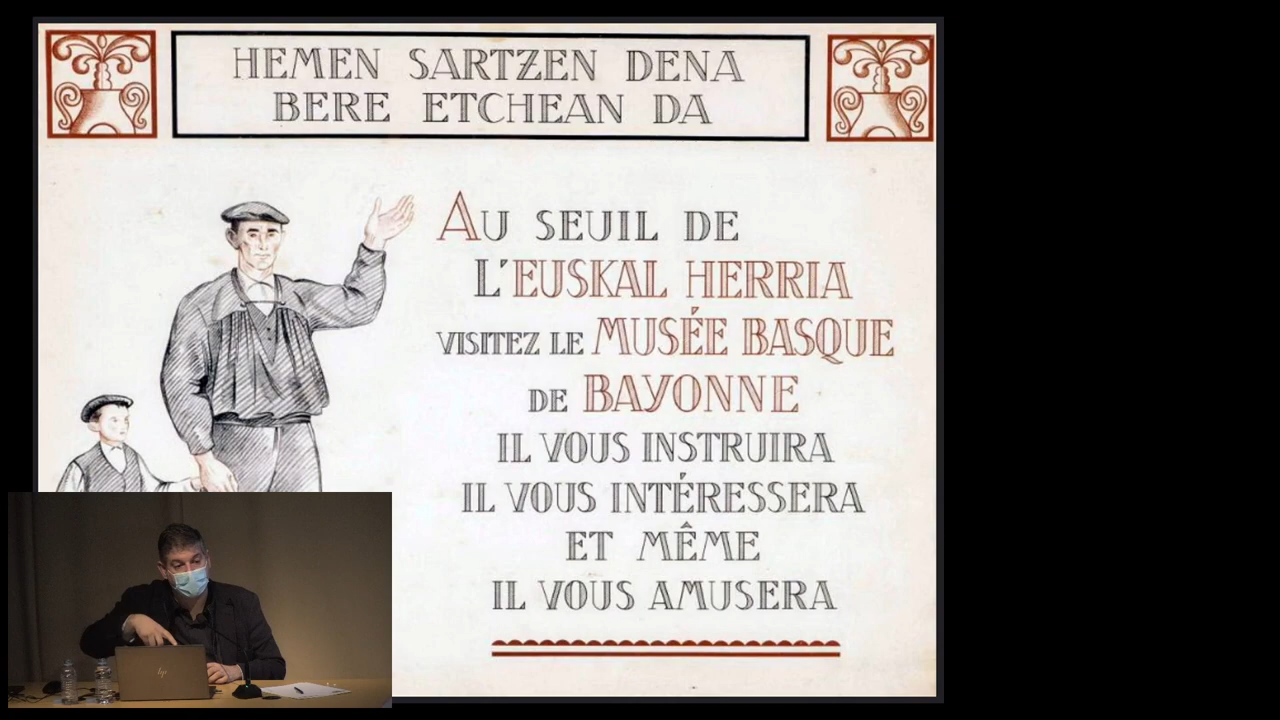 HEMEN SARTZEN DENA
BERE ETCHEAN DA
AU SEUIL DE
L'EUSKAL HERRIA
VISITEZ LE MUSÉE BASQUE
DE BAYONNE
IL VOUS INSTRUIRA
IL VOUS INTÉRESSERA
ET MÊME
IL VOUS AMUSERA
hp